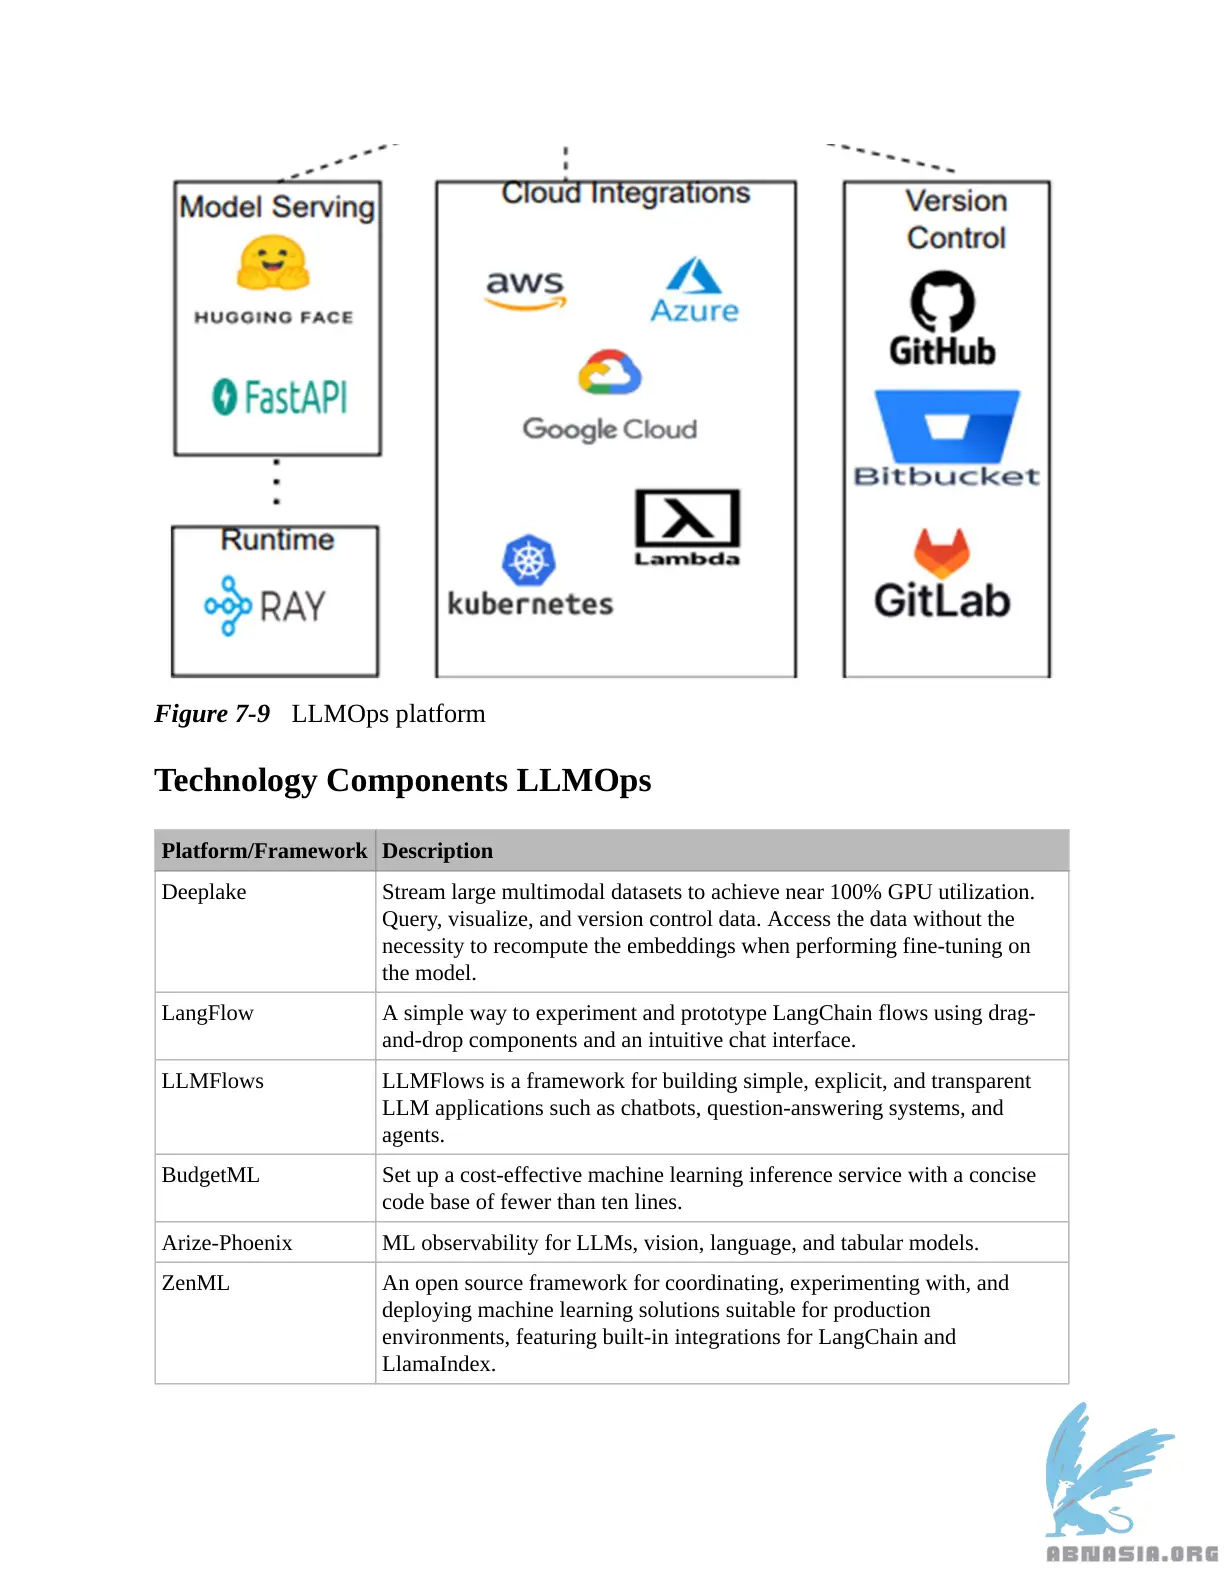 Model Serving
HUGGING FACE
FastAPI
Runtime
RAY
Cloud Integrations
aws
Azure
Google Cloud
Lambda
kubernetes
Version
Control
GitHub
Bitbucket
GitLab
Figure 7-9 LLMOps platform
Technology Components LLMOps
Platform/Framework Description
Deeplake Stream large multimodal datasets to achieve near 100% GPU utilization.
Query, visualize, and version control data. Access the data without the
necessity to recompute the embeddings when performing fine-tuning on
the model.
LangFlow A simple way to experiment and prototype LangChain flows using drag-
and-drop components and an intuitive chat interface.
LLMFlows LLMFlows is a framework for building simple, explicit, and transparent
LLM applications such as chatbots, question-answering systems, and
agents.
BudgetML Set up a cost-effective machine learning inference service with a concise
code base of fewer than ten lines.
Arize-Phoenix ML observability for LLMs, vision, language, and tabular models.
ZenML An open source framework for coordinating, experimenting with, and
deploying machine learning solutions suitable for production
environments, featuring built-in integrations for LangChain and
LlamaIndex.
ABNASIA.ORG